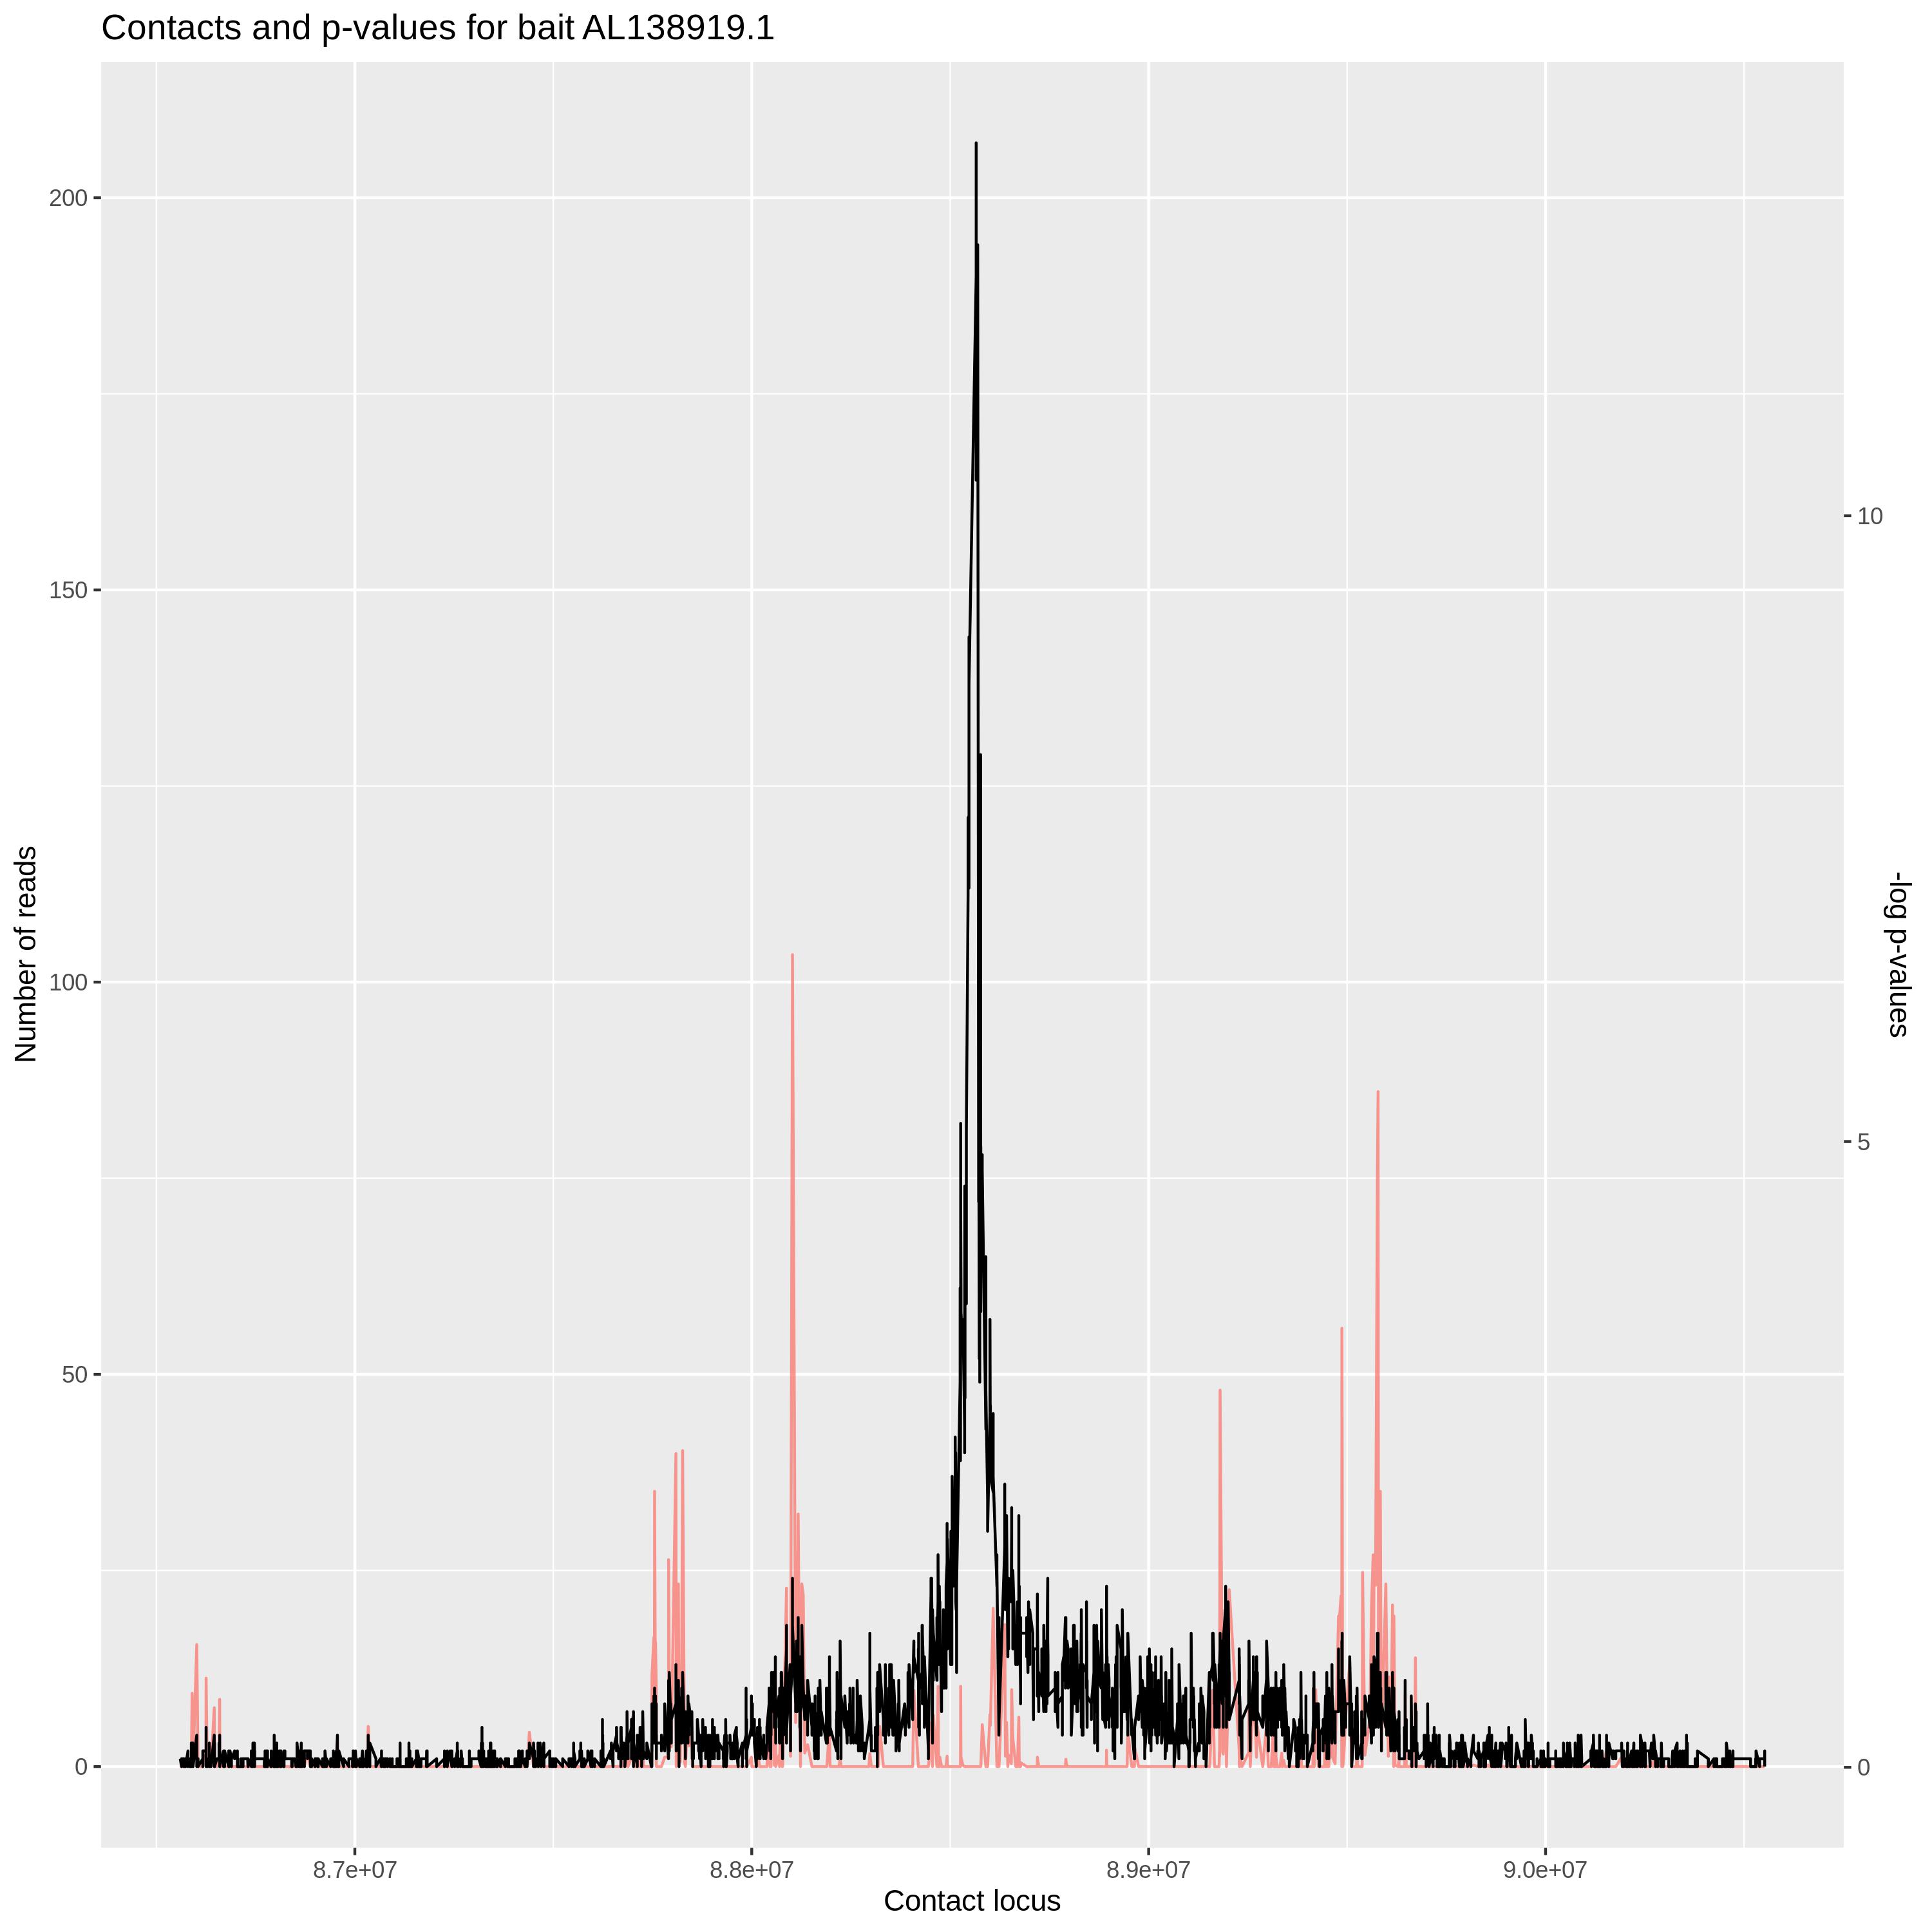 Contacts and p-values for bait AL138919.1
200
150
100
50
0
Number of reads
10
5
0
-log p-values
8.7e+07
8.8e+07
8.9e+07
9.0e+07
Contact locus